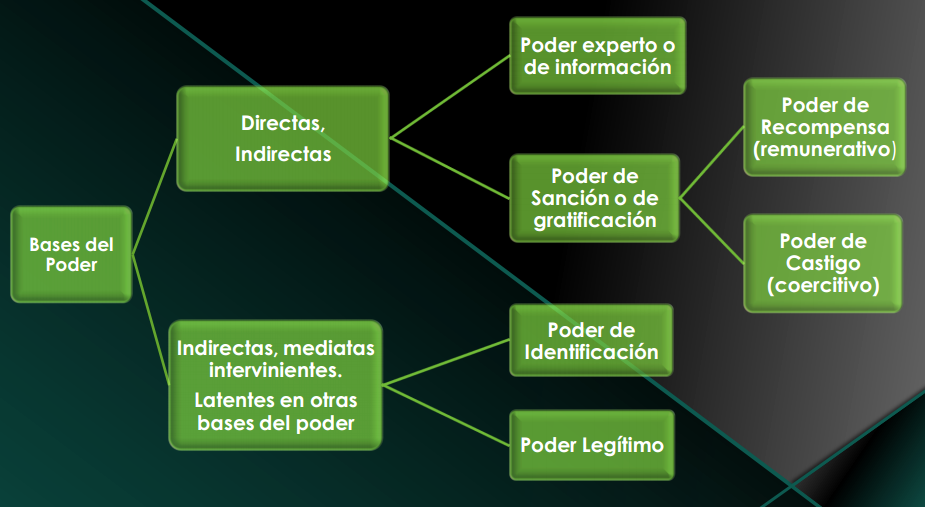 Bases del
Poder
Directas,
Indirectas
Indirectas, mediatas
intervinientes.
Latentes en otras
bases del poder
Poder experto o
de información
Poder de
Sanción o de
gratificación
Poder de
Recompensa
(remunerativo)
Poder de
Castigo
(coercitivo)
Poder de
Identificación
Poder Legítimo